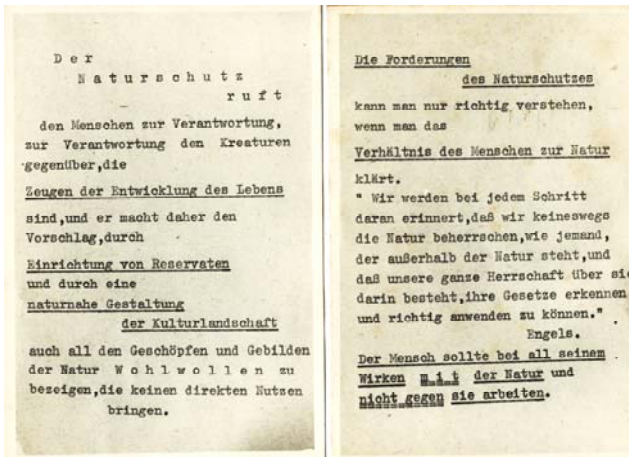 D e r
N a t u r s c h u t z
r u f t
den Menschen zur Verantwortung,
zur Verantwortung den Kreaturen
gegenüber,die
Zeugen der Entwicklung des Lebens
sind,und er macht daher den
Vorschlag,durch
Einrichtung von Reservaten
und durch eine
naturnahe Gestaltung
der Kulturlandschaft
auch all den Geschöpfen und Gebilden
der Natur W o h l w o l l e n zu
bezeigen,die keinen direkten Nutzen
bringen.
Die Forderungen
des Naturschutzes
kann man nur richtig verstehen,
wenn man das
Verhältnis des Menschen zur Natur
klärt.
" Wir werden bei jedem Schritt
daran erinnert,daß wir keineswegs
die Natur beherrschen,wie jemand,
der außerhalb der Natur steht,und
daß unsere ganze Herrschaft über sie
darin besteht,ihre Gesetze erkennen
und richtig anwenden zu können."
Engels.
Der Mensch sollte bei all seinem
Wirken m i t der Natur und
nicht gegen sie arbeiten.